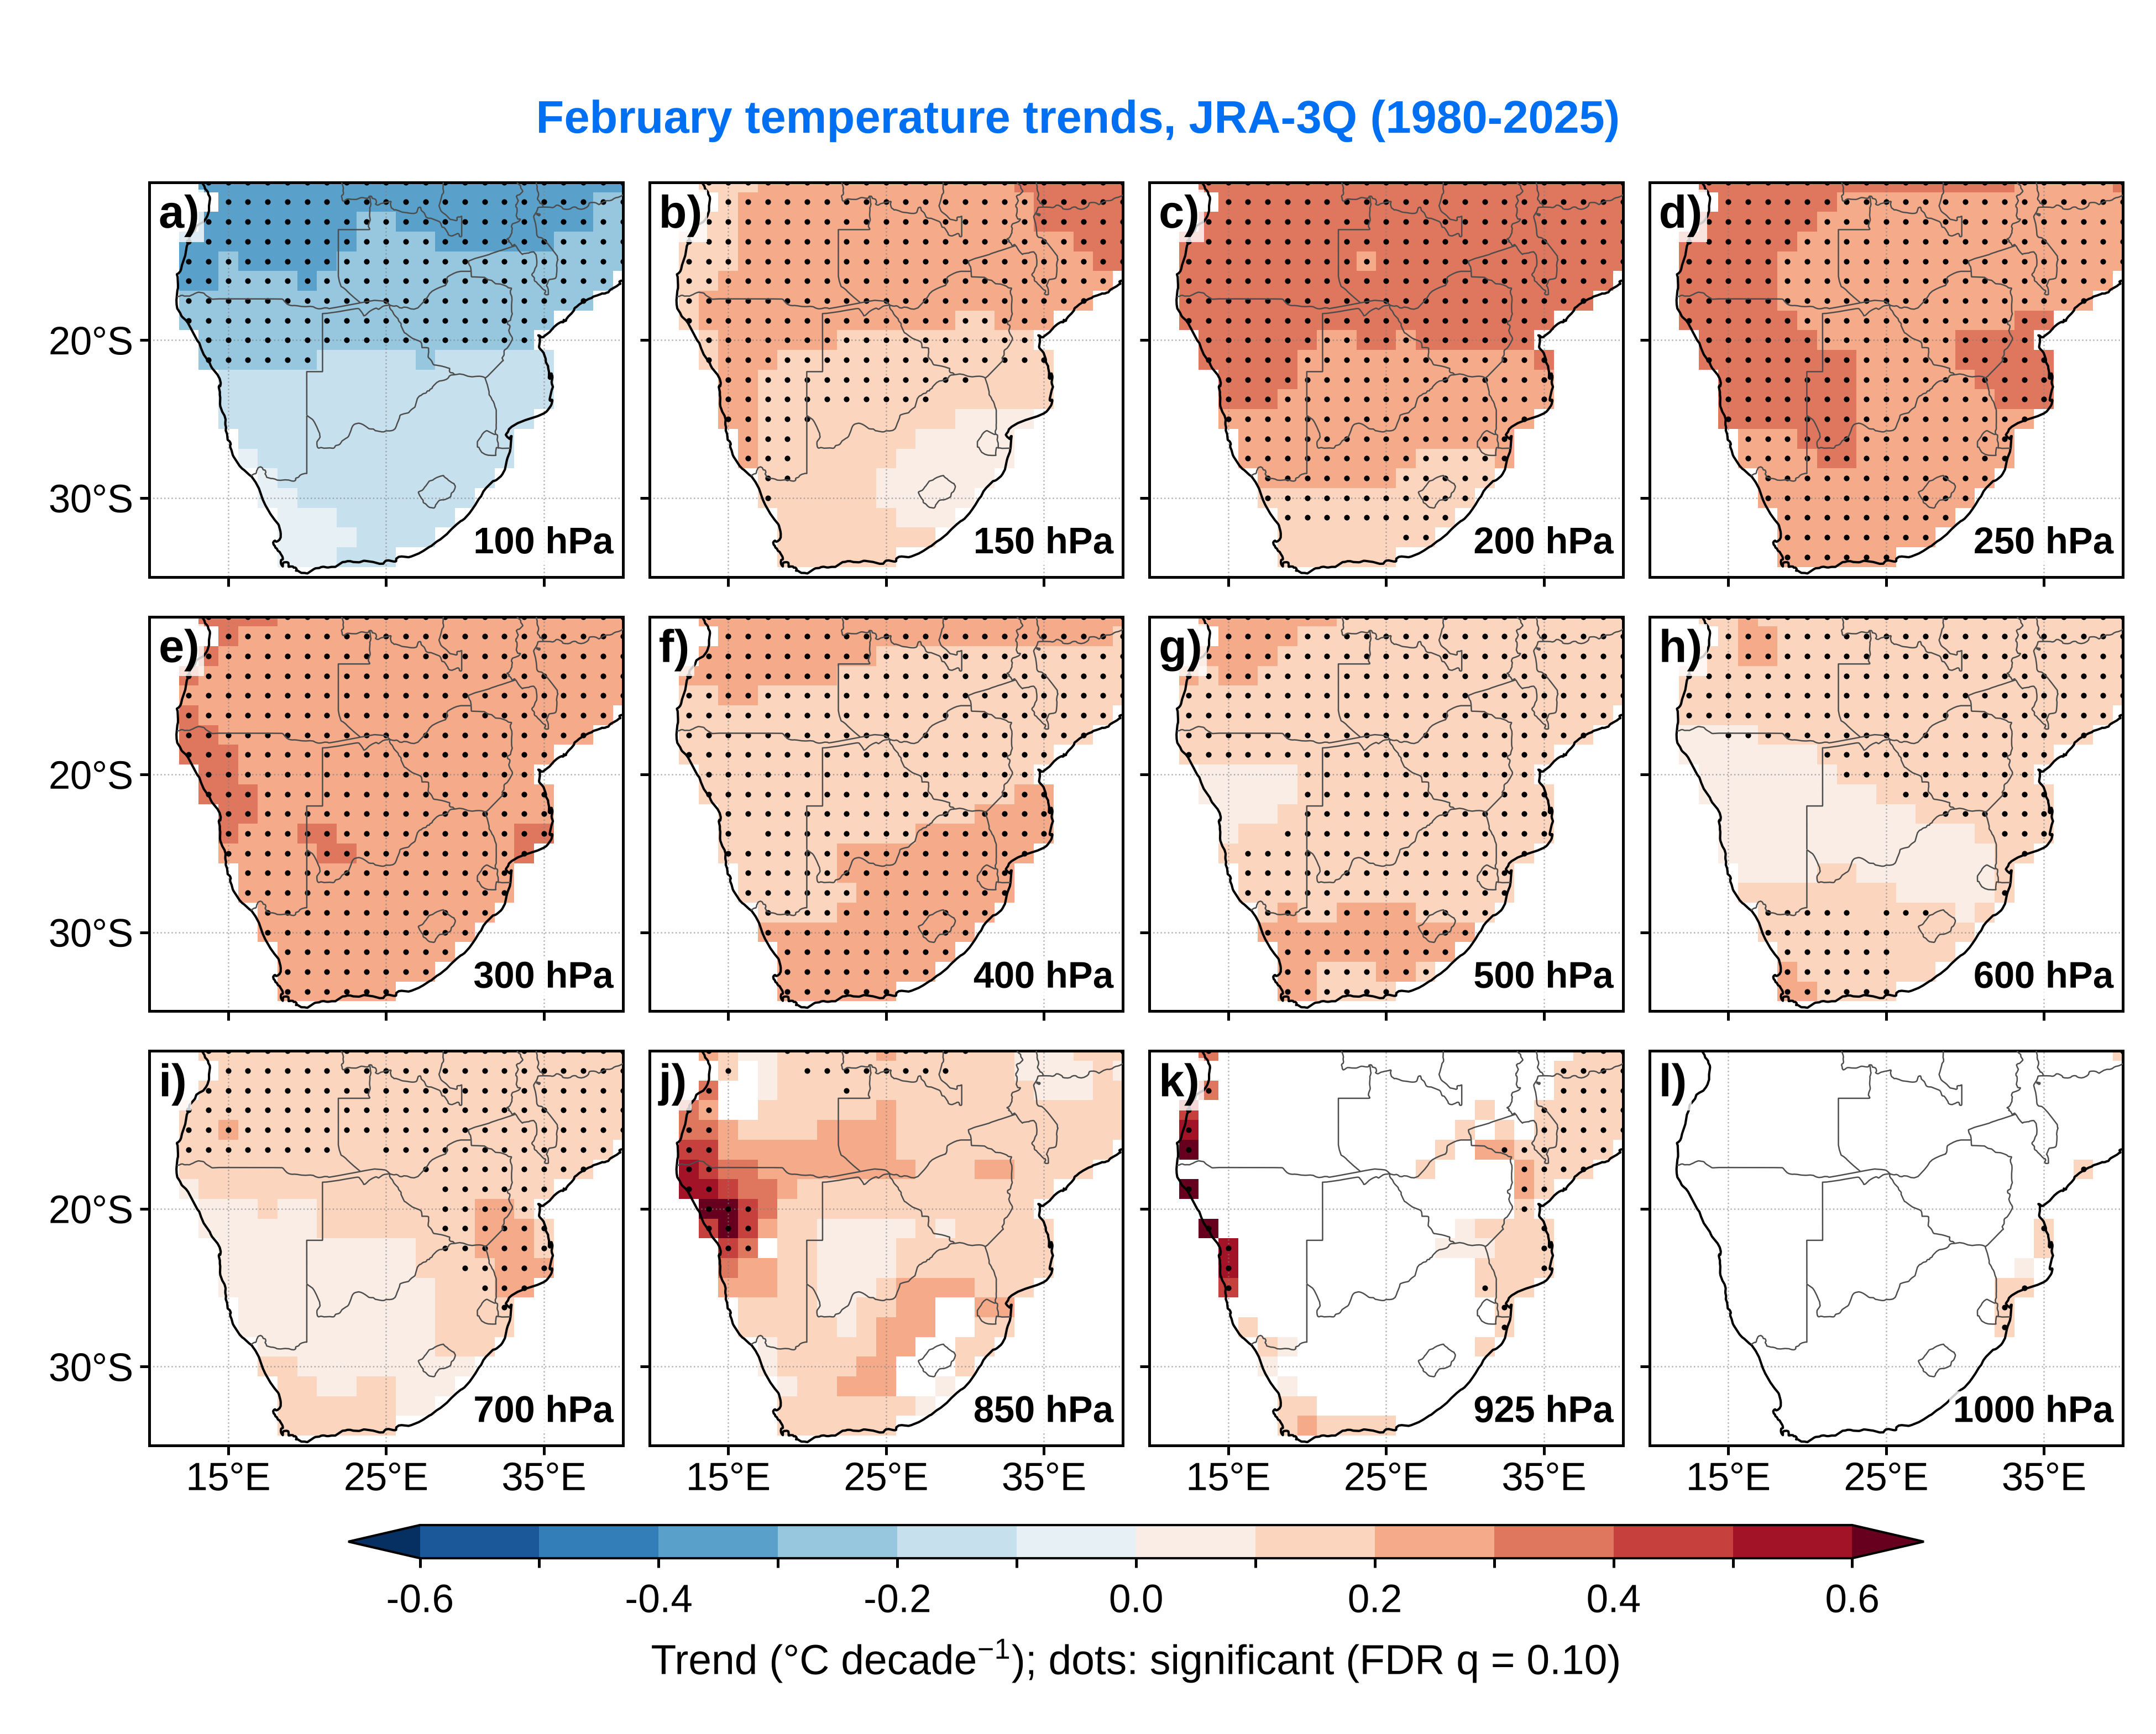 February temperature trends, JRA-3Q (1980-2025)
a) b) c) d)
20°S
30°S
100 hPa 150 hPa 200 hPa 250 hPa
e) f) g) h)
20°S
30°S
300 hPa 400 hPa 500 hPa 600 hPa
i) j) k) l)
20°S
30°S
700 hPa 850 hPa 925 hPa 1000 hPa
15°E 25°E 35°E 15°E 25°E 35°E 15°E 25°E 35°E 15°E 25°E 35°E
-0.6 -0.4 -0.2 0.0 0.2 0.4 0.6
Trend (°C decade⁻¹); dots: significant (FDR q = 0.10)